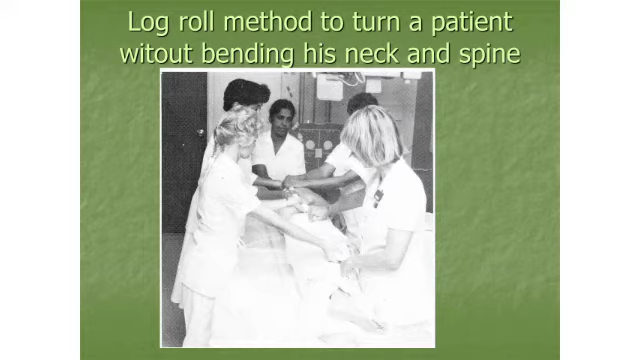 Log roll method to turn a patient
witout bending his neck and spine